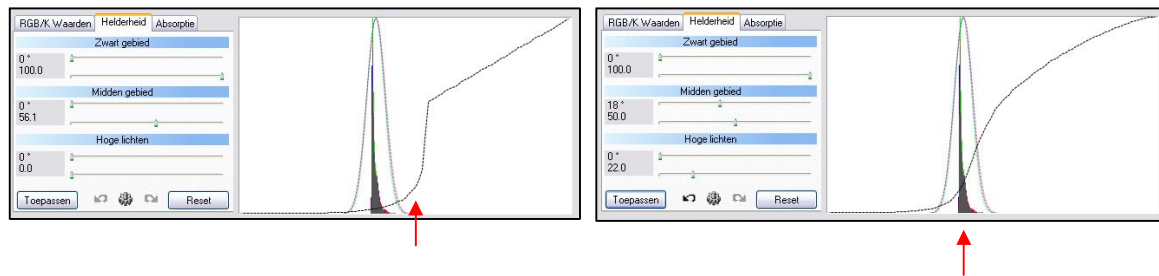 RGB/K Waarden Helderheid Absorptie
Zwart gebied
0 °
100.0
Midden gebied
0 °
56.1
Hoge lichten
0 °
0.0
Toepassen Reset
RGB/K Waarden Helderheid Absorptie
Zwart gebied
0 °
100.0
Midden gebied
18 °
50.0
Hoge lichten
0 °
22.0
Toepassen Reset